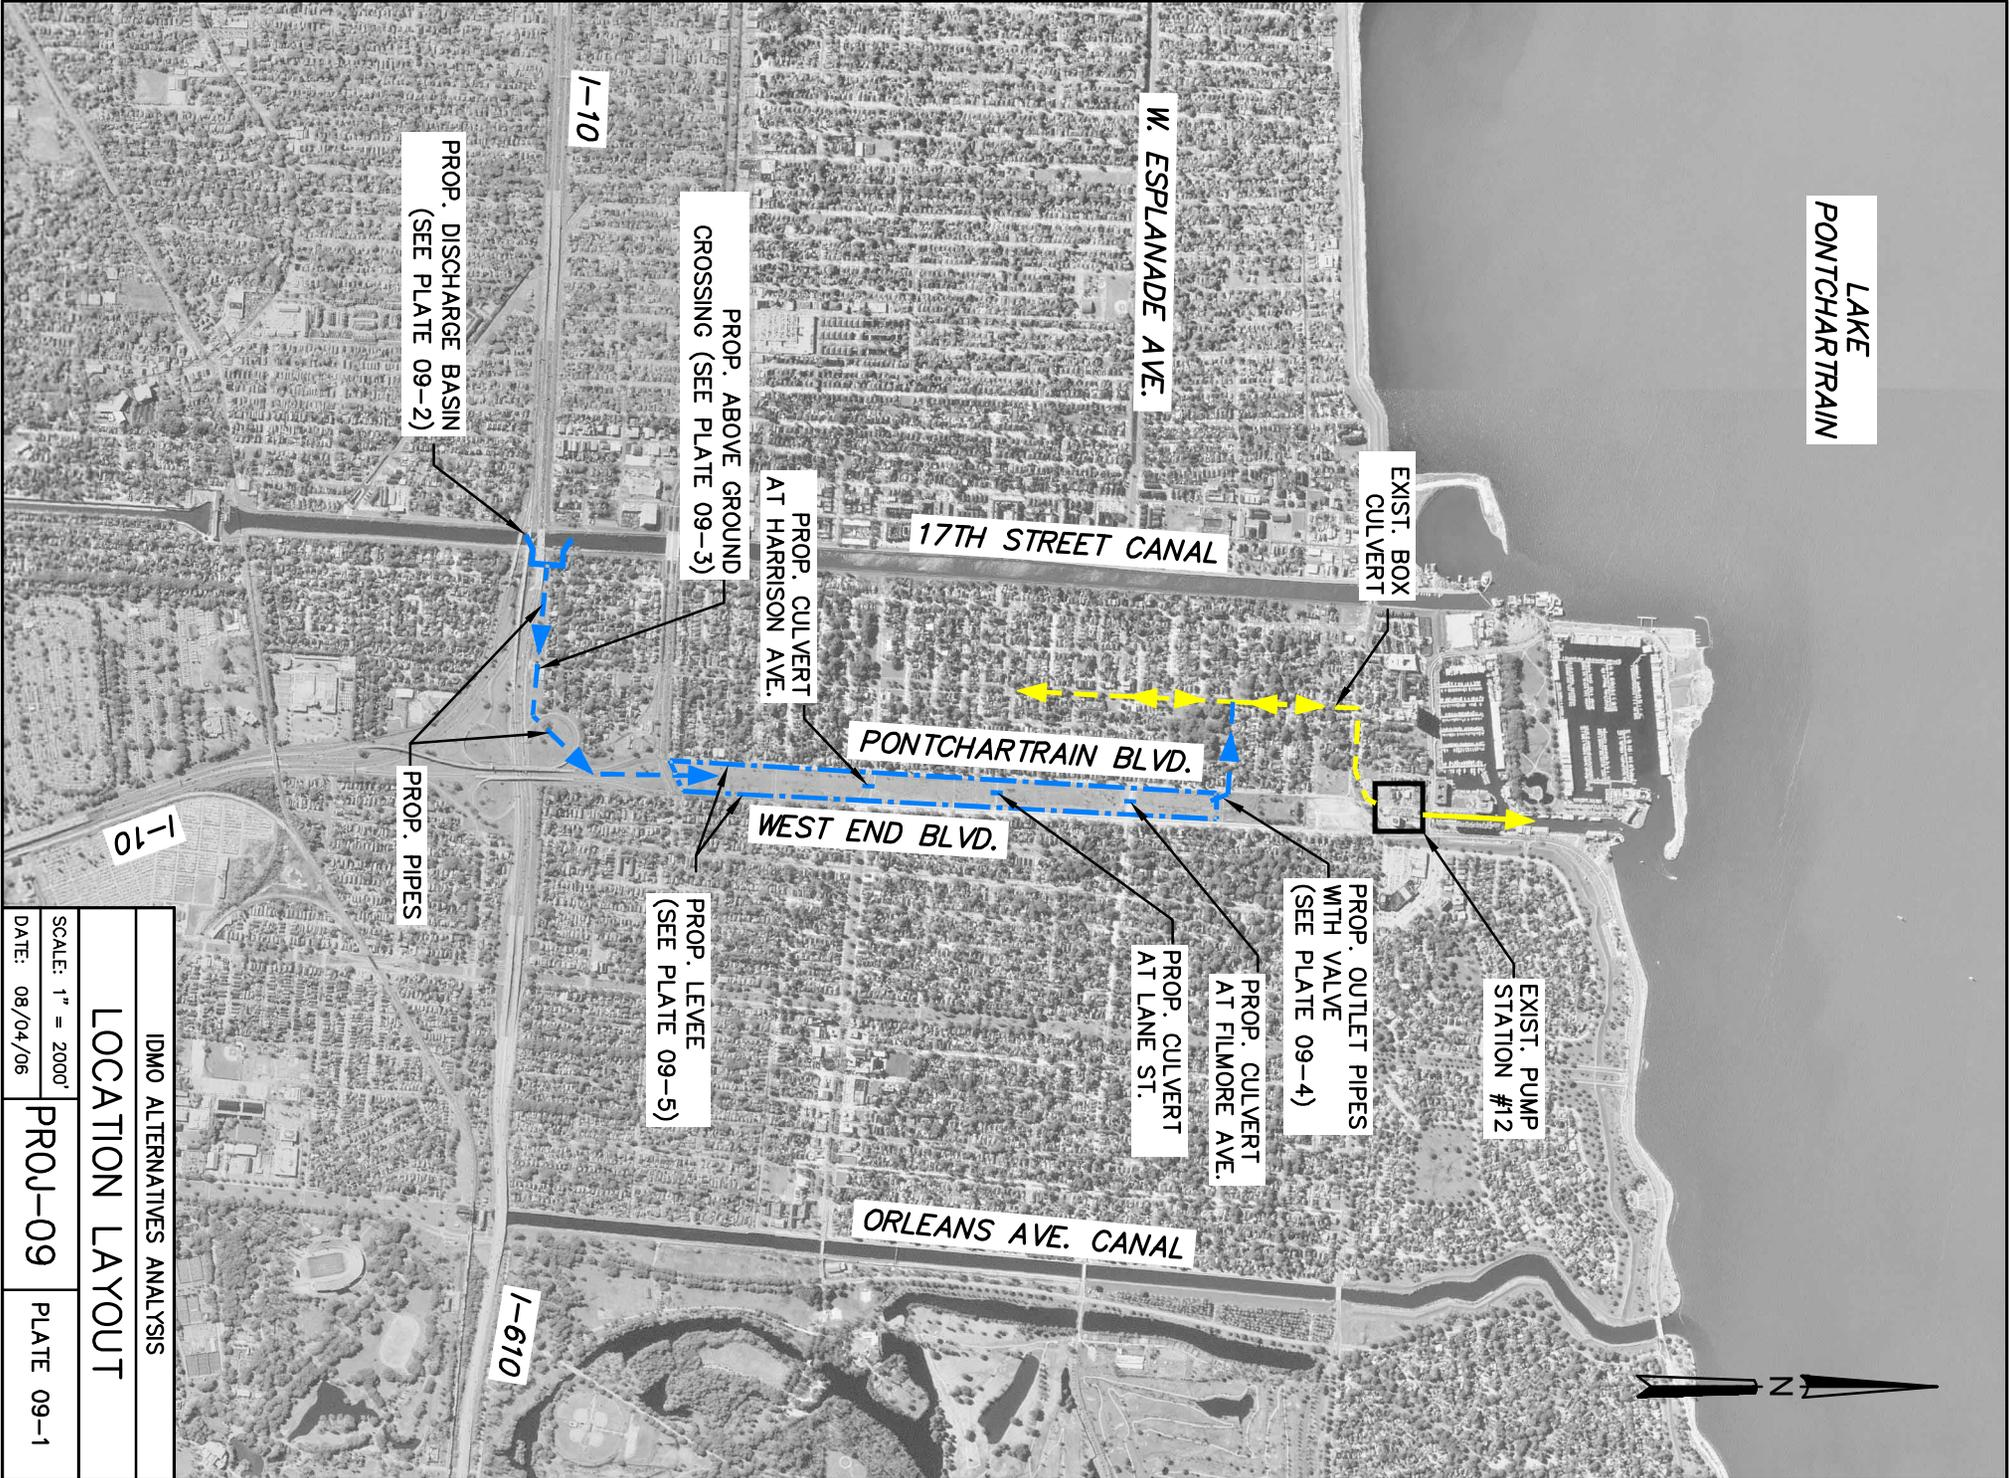 LAKE
PONTCHARTRAIN
W. ESPLANADE AVE.
I-10
PROP. DISCHARGE BASIN
(SEE PLATE 09-2)
PROP. ABOVE GROUND
CROSSING (SEE PLATE 09-3)
PROP. CULVERT
AT HARRISON AVE.
17TH STREET CANAL
EXIST. BOX
CULVERT
PONTCHARTRAIN BLVD.
WEST END BLVD.
PROP. PIPES
I-10
PROP. LEVEE
(SEE PLATE 09-5)
PROP. CULVERT
AT LANE ST.
PROP. CULVERT
AT FILMORE AVE.
PROP. OUTLET PIPES
WITH VALVE
(SEE PLATE 09-4)
EXIST. PUMP
STATION #12
ORLEANS AVE. CANAL
I-610
N
IDMO ALTERNATIVES ANALYSIS
LOCATION LAYOUT
SCALE: 1" = 2000'
DATE: 08/04/06
PROJ-09
PLATE 09-1